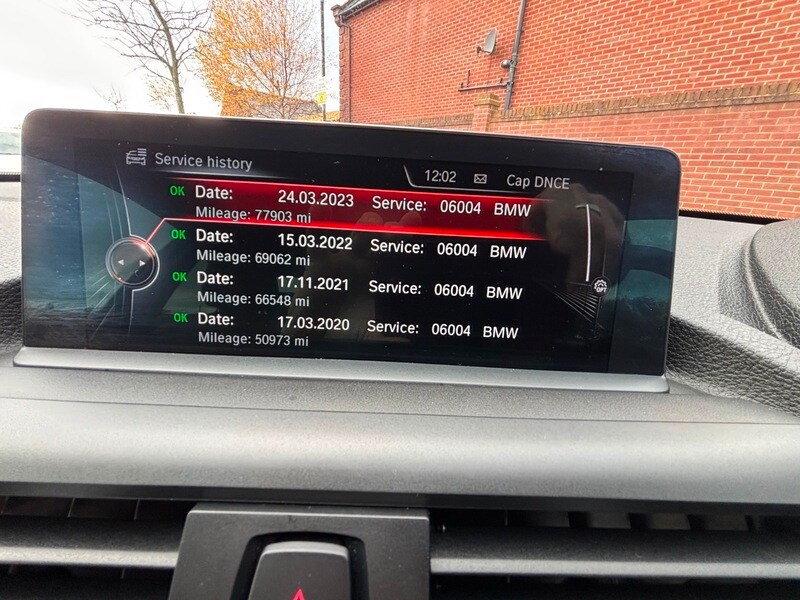 Service history
12:02 Cap DNCE
OK Date: 24.03.2023 Service: 06004 BMW
Mileage: 77903 mi
OK Date: 15.03.2022 Service: 06004 BMW
Mileage: 69062 mi
OK Date: 17.11.2021 Service: 06004 BMW
Mileage: 66548 mi
OK Date: 17.03.2020 Service: 06004 BMW
Mileage: 50973 mi
OPT